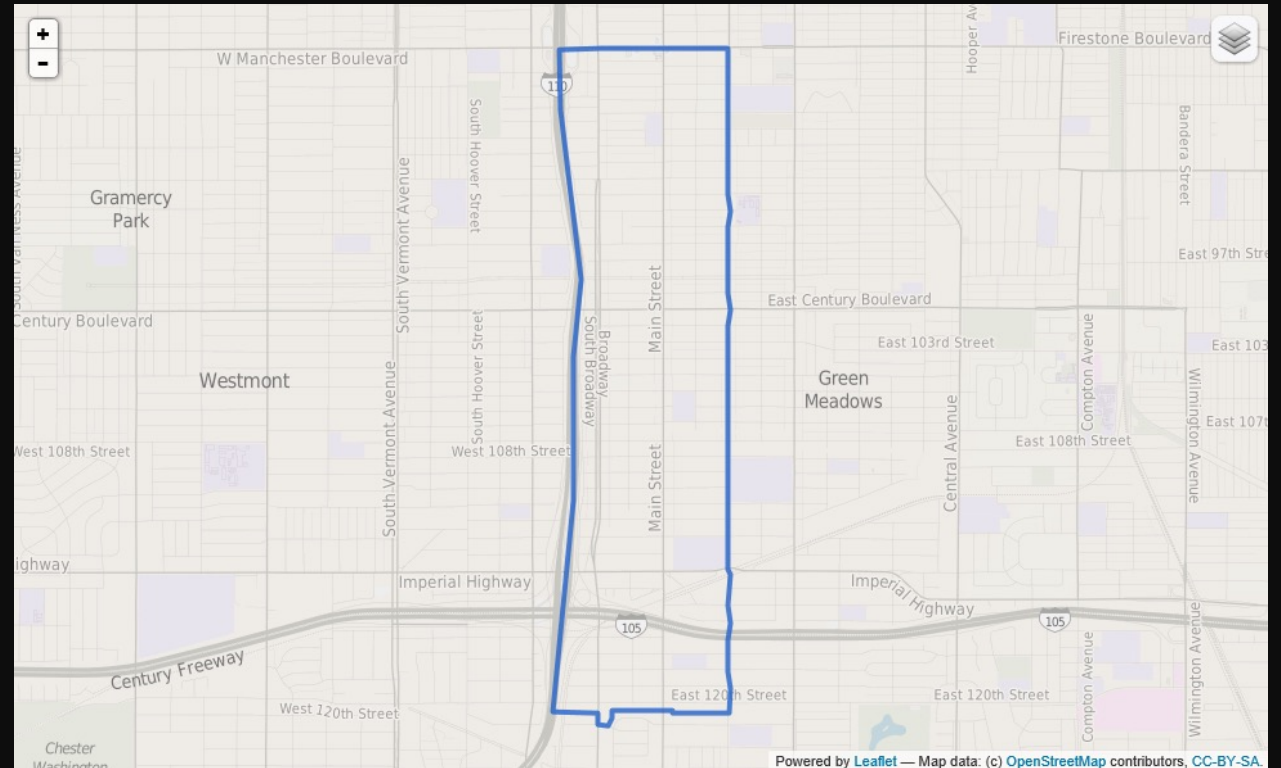 +
-
W Manchester Boulevard
110
Hooper Av
Firestone Boulevard
South Van Ness Avenue
Gramercy
Park
South Vermont Avenue
South Hoover Street
Bandera Street
East 97th Stre
Century Boulevard
Main Street
East Century Boulevard
East 103rd Street
East 103
Westmont
South Vermont Avenue
South Hoover Street
South Broadway
Broadway
Green
Meadows
Compton Avenue
Wilmington Avenue
East 107t
West 108th Street
West 108th Street
Main Street
Central Avenue
East 108th Street
ighway
Imperial Highway
Imperial Highway
105
105
Century Freeway
West 120th Street
East 120th Street
East 120th Street
Compton Avenue
Wilmington Avenue
Chester
Washington
Powered by Leaflet — Map data: (c) OpenStreetMap contributors, CC-BY-SA.